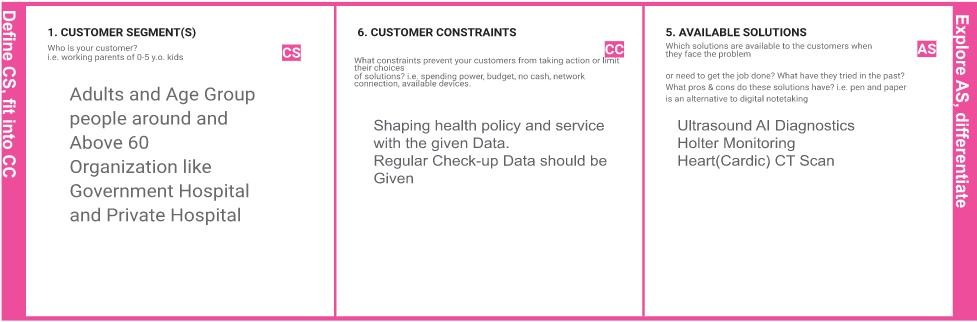 Define CS, fit into CC
1. CUSTOMER SEGMENT(S)
Who is your customer?
i.e. working parents of 0-5 y.o. kids
CS
Adults and Age Group
people around and
Above 60
Organization like
Government Hospital
and Private Hospital
6. CUSTOMER CONSTRAINTS
CC
What constraints prevent your customers from taking action or limit
their choices
of solutions? i.e. spending power, budget, no cash, network
connection, available devices.
Shaping health policy and service
with the given Data.
Regular Check-up Data should be
Given
5. AVAILABLE SOLUTIONS
Which solutions are available to the customers when
they face the problem
AS
or need to get the job done? What have they tried in the past?
What pros & cons do these solutions have? i.e. pen and paper
is an alternative to digital notetaking
Ultrasound AI Diagnostics
Holter Monitoring
Heart(Cardic) CT Scan
Explore AS, differentiate